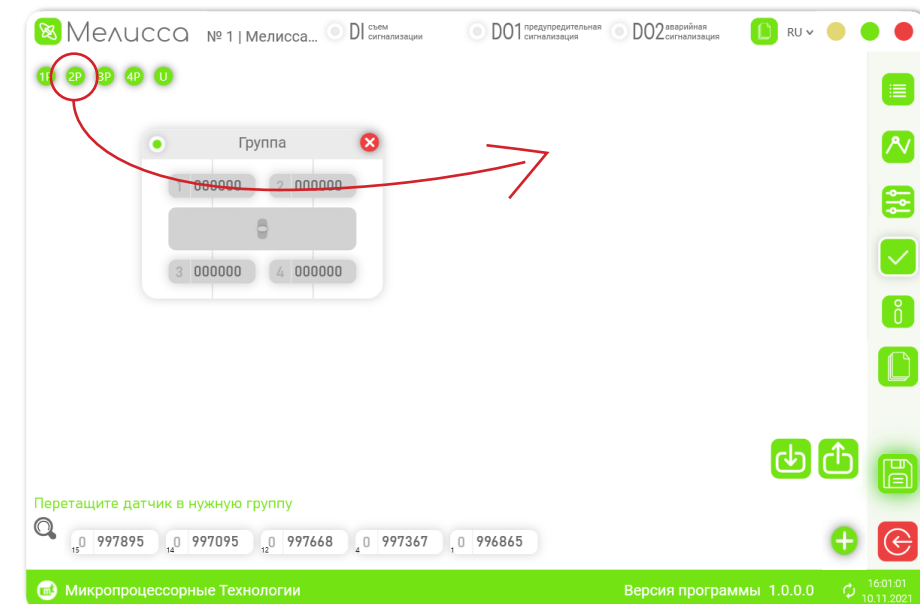 Мелисса № 1 | Мелисса... DI съем сигнализации DO1 предупредительная сигнализация DO2 аварийная сигнализация RU
1P 2P 3P 4P U
Группа
1 000000 2 000000
3 000000 4 000000
Перетащите датчик в нужную группу
15 0 997895 14 0 997095 12 0 997668 4 0 997367 1 0 996865
mt Микропроцессорные Технологии Версия программы 1.0.0.0 16:01:01
10.11.2021